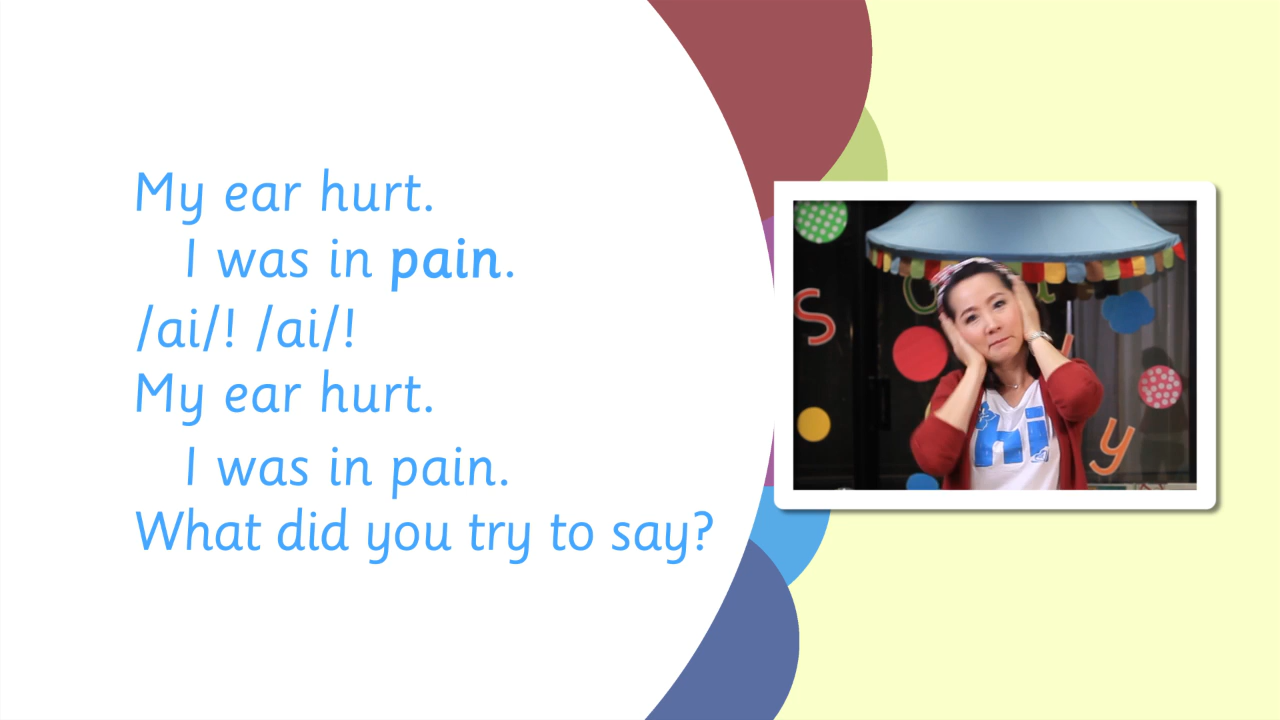 My ear hurt.
I was in pain.
/ai/! /ai/!
My ear hurt.
I was in pain.
What did you try to say?
S
hi
y